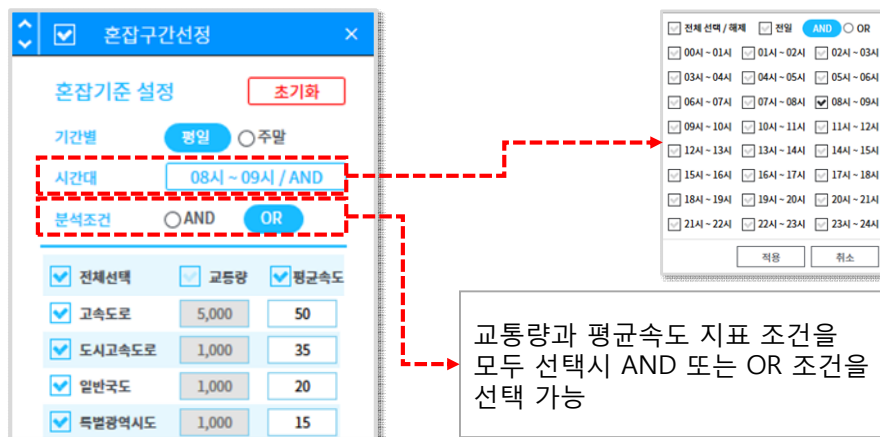 혼잡구간선정
혼잡기준 설정 초기화
기간별 평일 주말
시간대 08시 ~ 09시 / AND
분석조건 AND OR
전체선택 교통량 평균속도
고속도로 5,000 50
도시고속도로 1,000 35
일반국도 1,000 20
특별광역시도 1,000 15
전체 선택 / 해제 전일 AND OR
00시 ~ 01시 01시 ~ 02시 02시 ~ 03시
03시 ~ 04시 04시 ~ 05시 05시 ~ 06시
06시 ~ 07시 07시 ~ 08시 08시 ~ 09시
09시 ~ 10시 10시 ~ 11시 11시 ~ 12시
12시 ~ 13시 13시 ~ 14시 14시 ~ 15시
15시 ~ 16시 16시 ~ 17시 17시 ~ 18시
18시 ~ 19시 19시 ~ 20시 20시 ~ 21시
21시 ~ 22시 22시 ~ 23시 23시 ~ 24시
적용 취소
교통량과 평균속도 지표 조건을
모두 선택시 AND 또는 OR 조건을
선택 가능